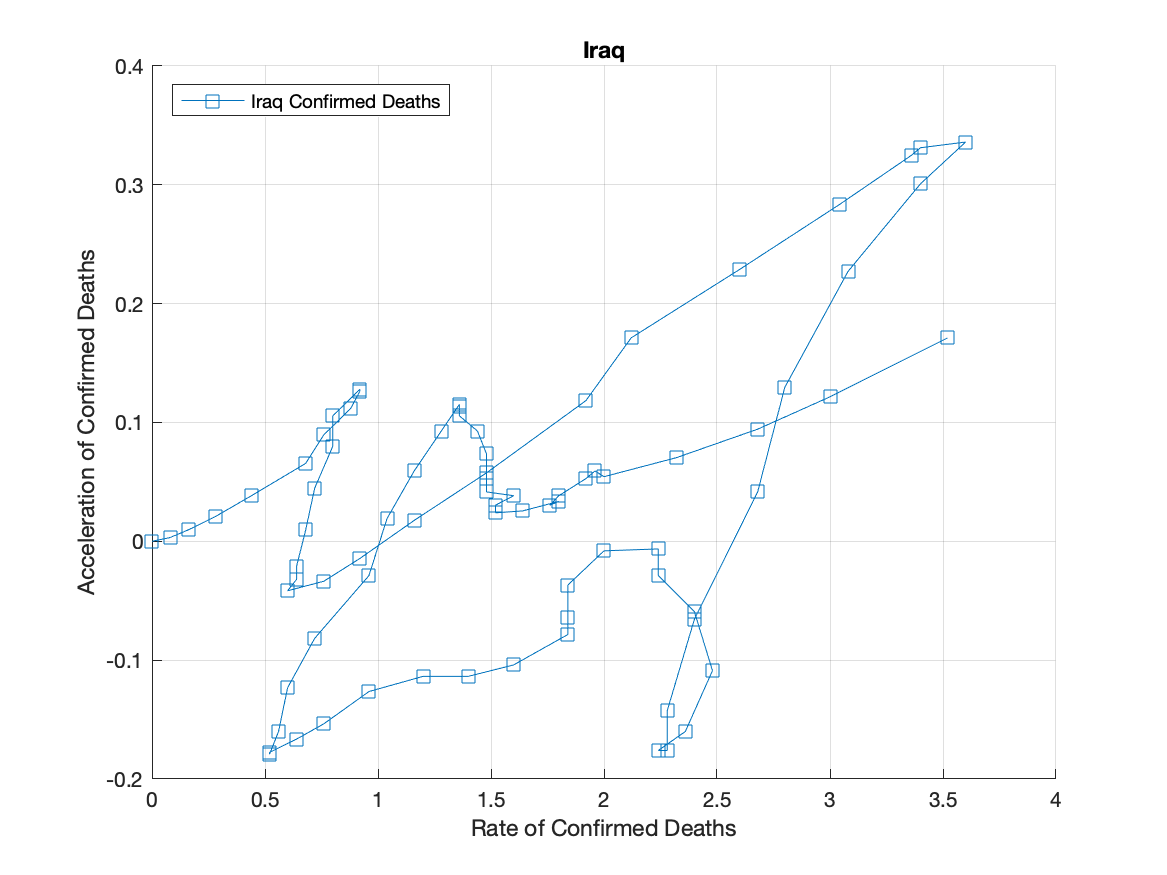 Iraq
Iraq Confirmed Deaths
Acceleration of Confirmed Deaths
0.4
0.3
0.2
0.1
0
-0.1
-0.2
0 0.5 1 1.5 2 2.5 3 3.5 4
Rate of Confirmed Deaths